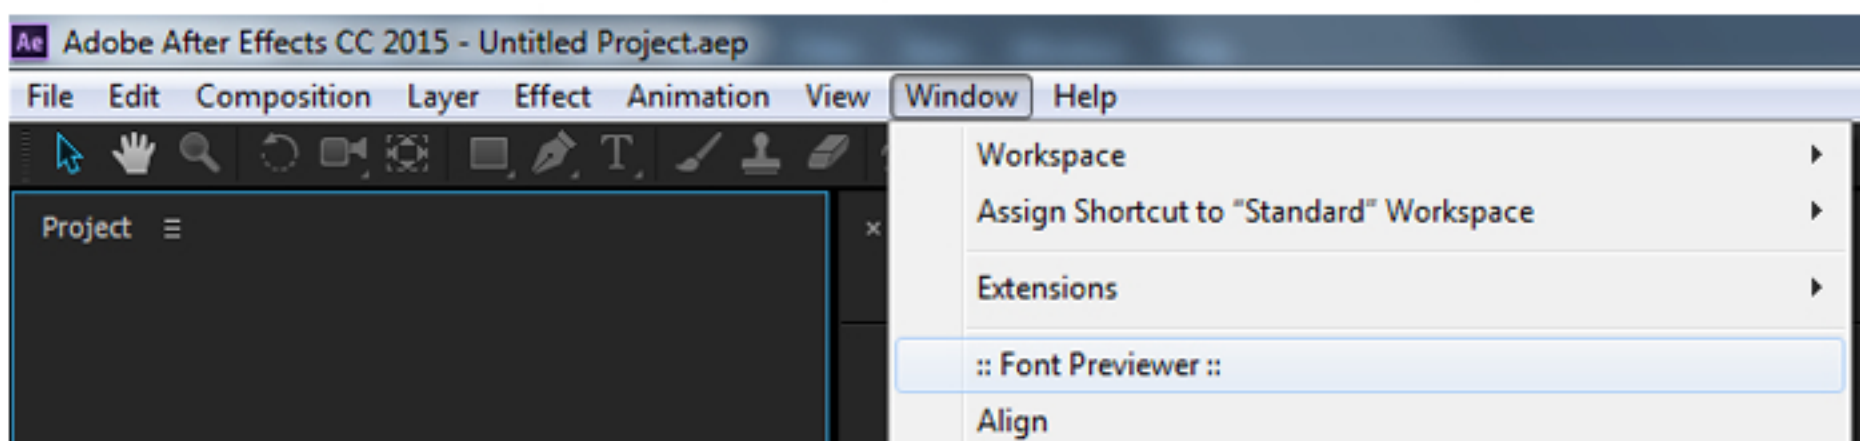 Ae Adobe After Effects CC 2015 - Untitled Project.aep
File Edit Composition Layer Effect Animation View Window Help
T
Project
Workspace
Assign Shortcut to “Standard” Workspace
Extensions
:: Font Previewer ::
Align